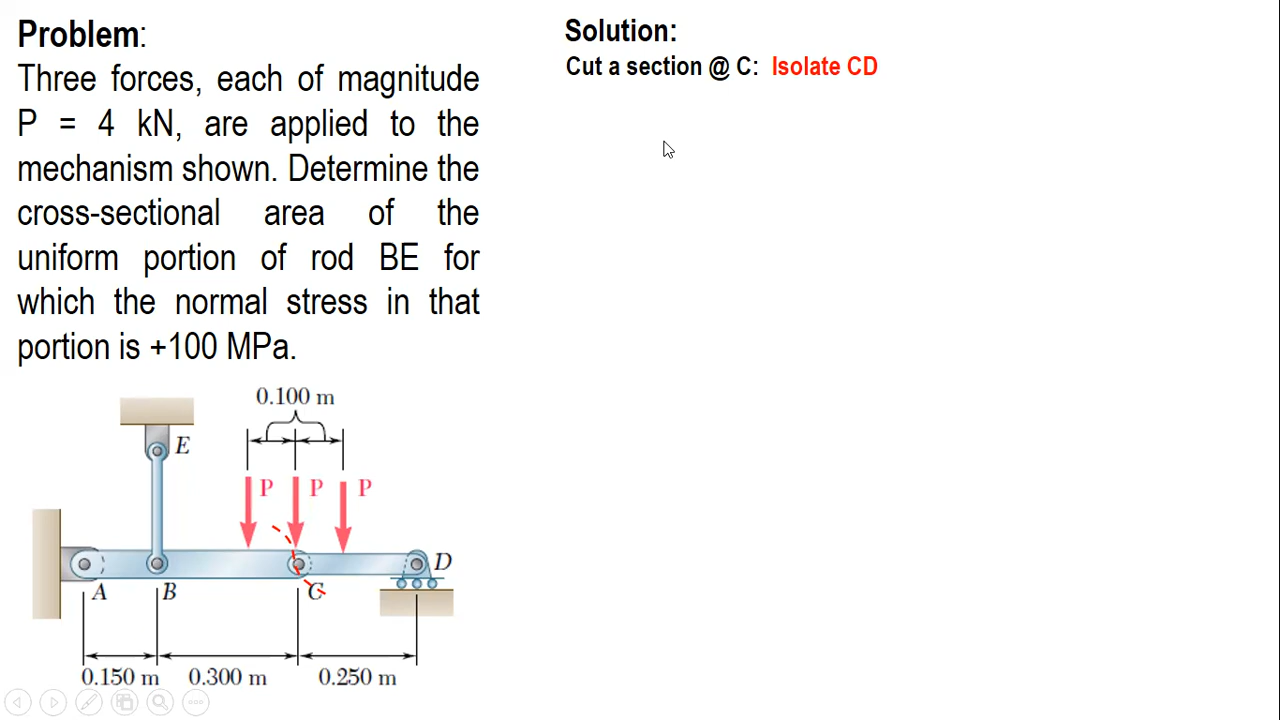 Problem:
Three forces, each of magnitude
P = 4 kN, are applied to the
mechanism shown. Determine the
cross-sectional area of the
uniform portion of rod BE for
which the normal stress in that
portion is +100 MPa.
0.100 m
E
P P P
D
A B C
0.150 m 0.300 m 0.250 m
Solution:
Cut a section @ C: Isolate CD